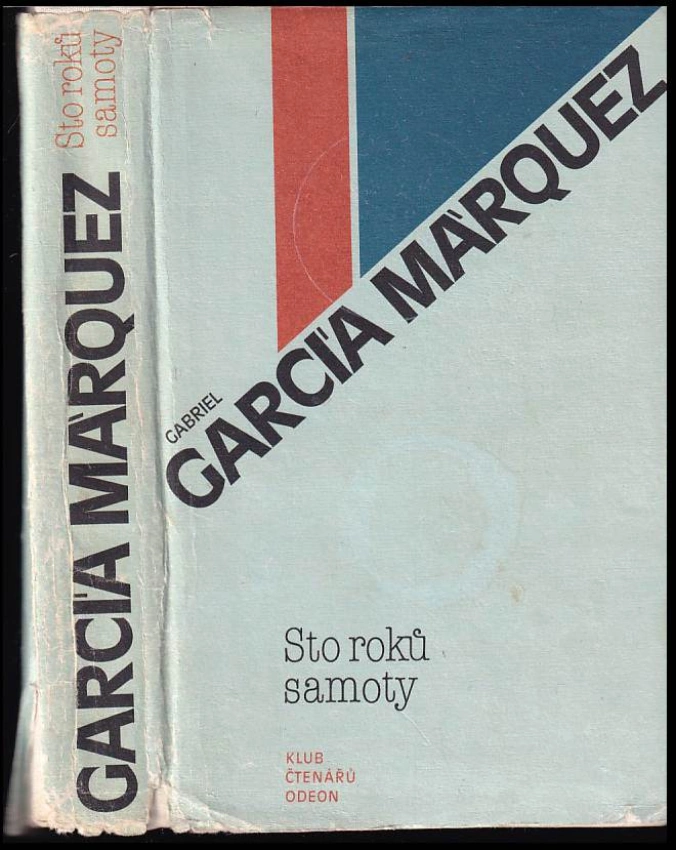 Sto roků
samoty
GARCÍA MÁRQUEZ
GABRIEL
GARCÍA MÁRQUEZ
Sto roků
samoty
KLUB
ČTENÁŘŮ
ODEON